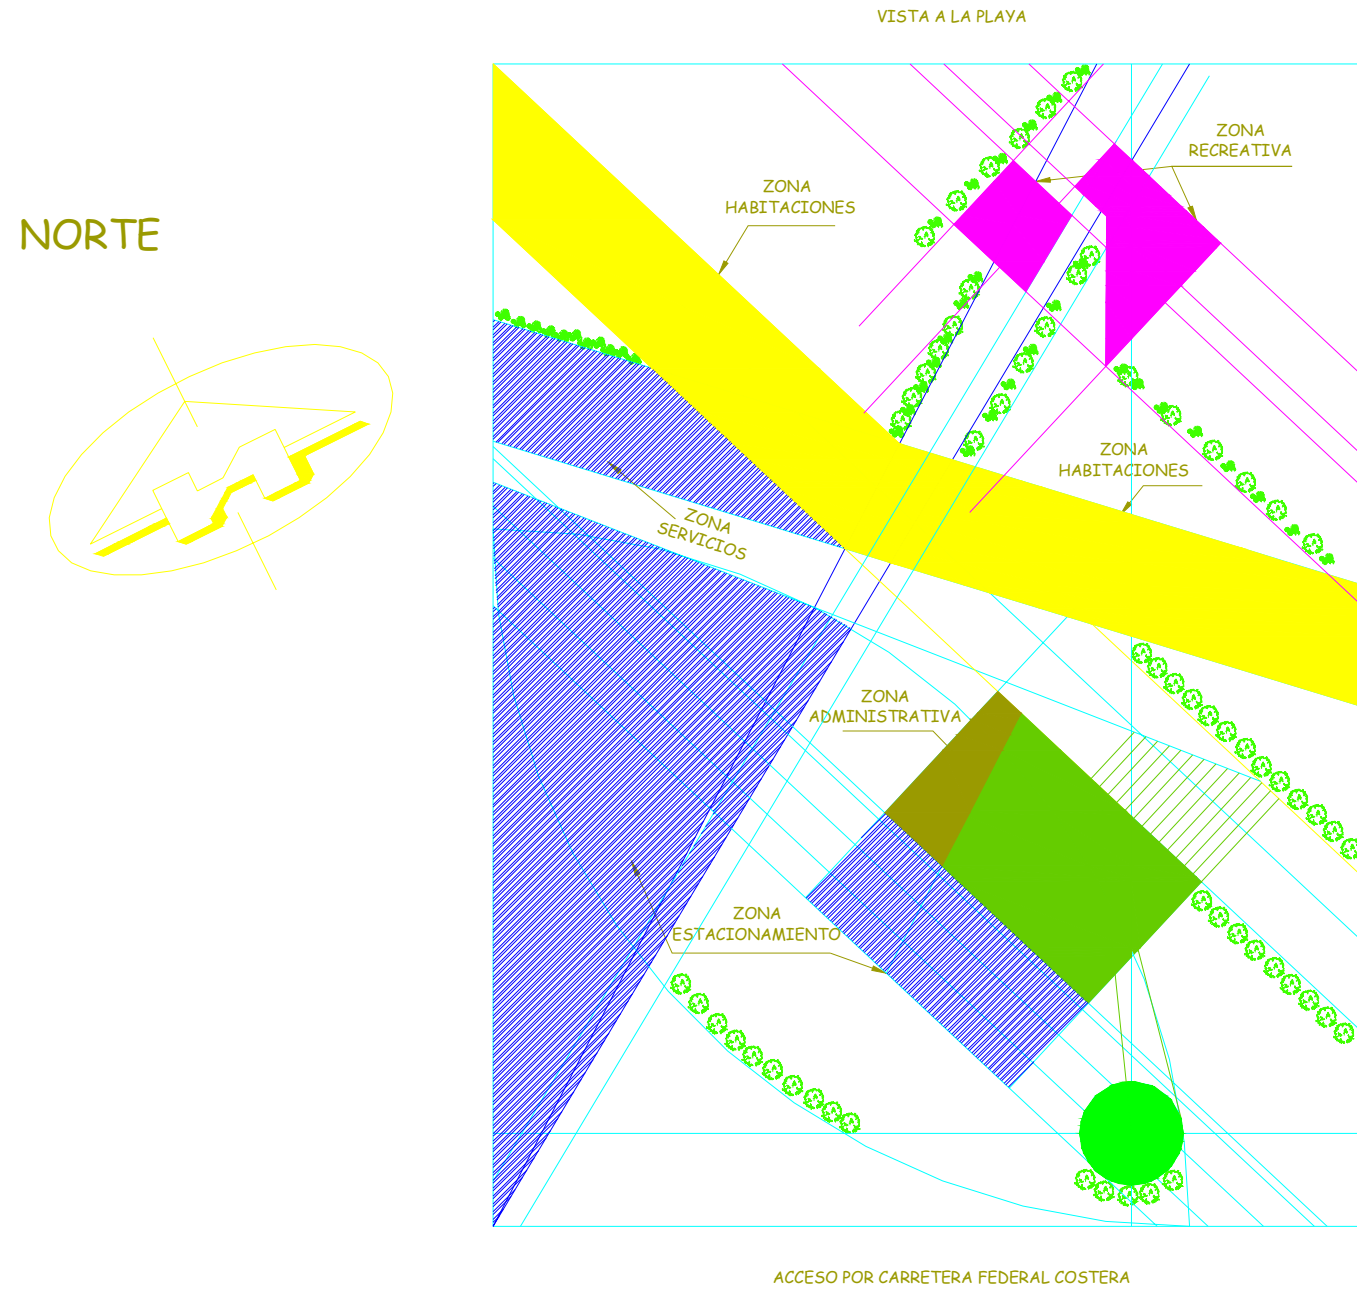 VISTA A LA PLAYA
ZONA
RECREATIVA
ZONA
HABITACIONES
NORTE
ZONA
HABITACIONES
ZONA
SERVICIOS
ZONA
ADMINISTRATIVA
ZONA
ESTACIONAMIENTO
ACCESO POR CARRETERA FEDERAL COSTERA